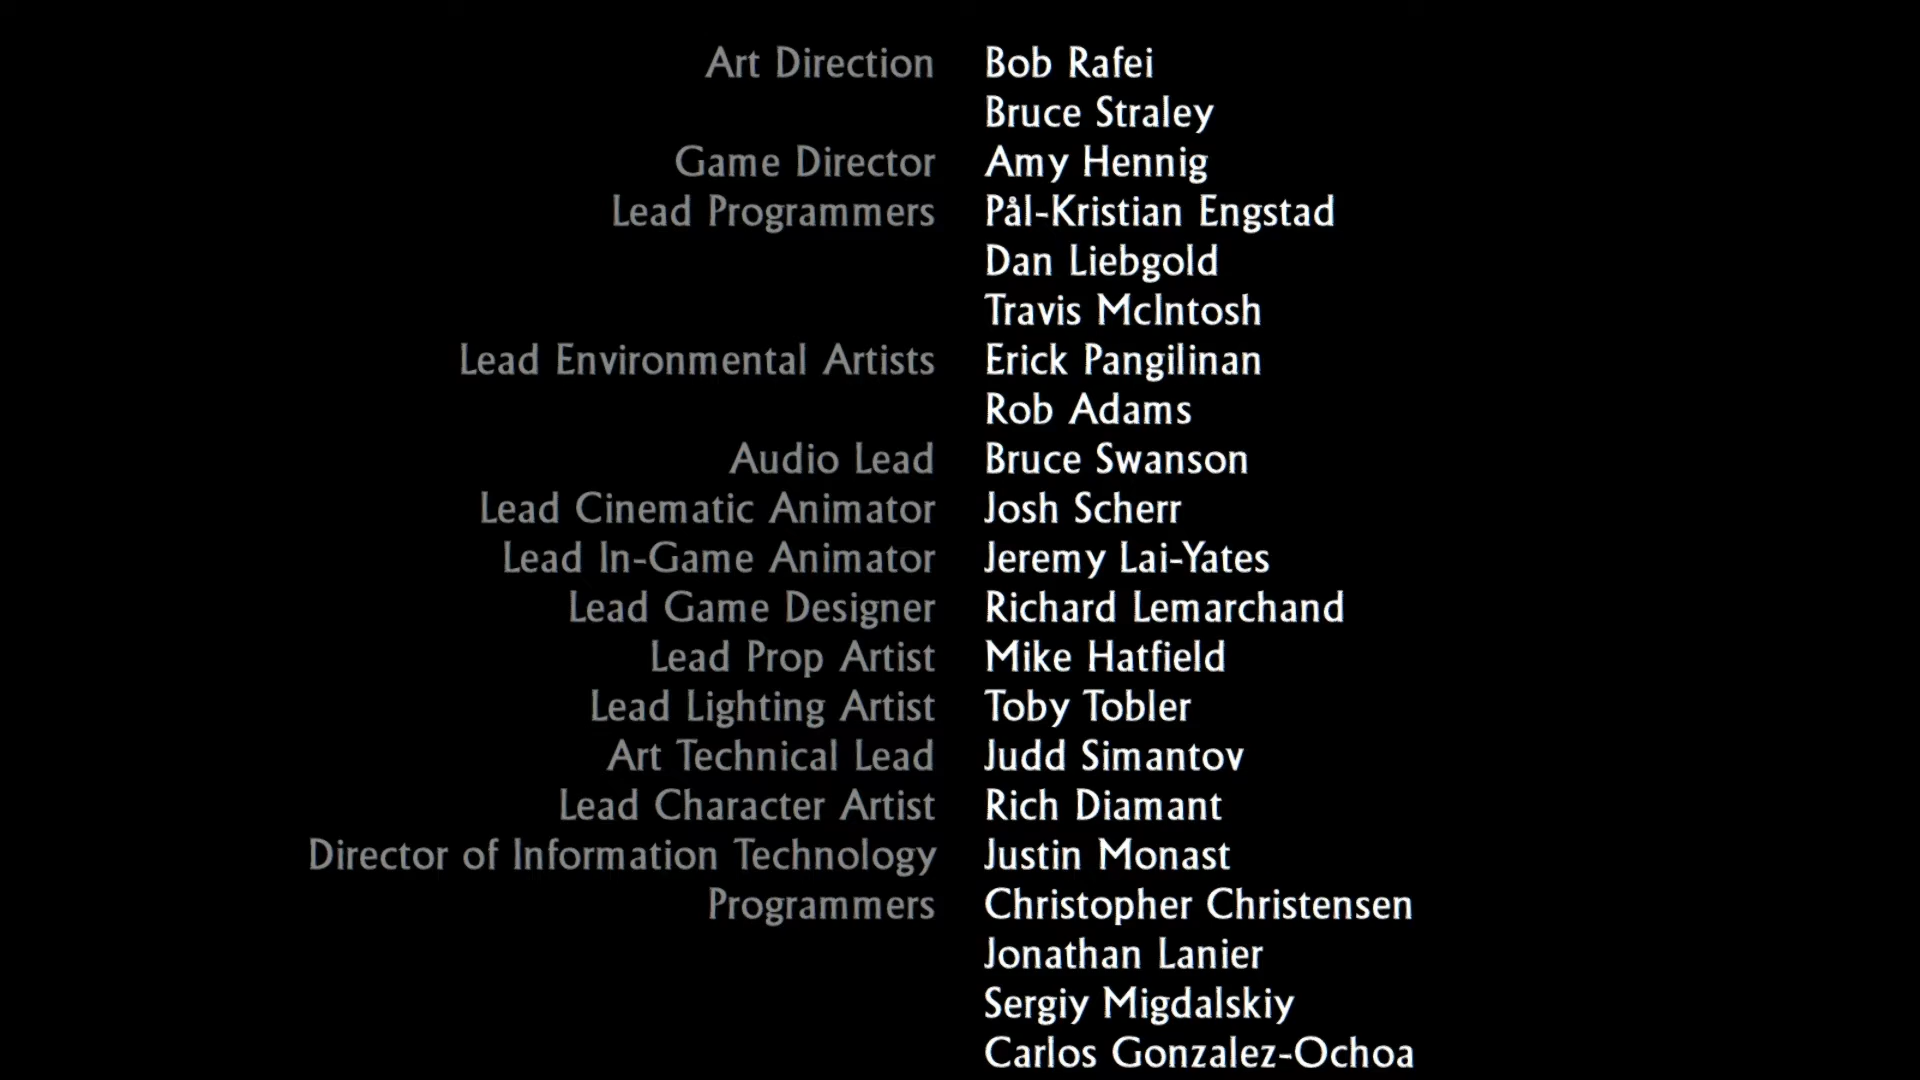 Art Direction Bob Rafei
Bruce Straley
Game Director Amy Hennig
Lead Programmers Pål-Kristian Engstad
Dan Liebgold
Travis McIntosh
Lead Environmental Artists Erick Pangilinan
Rob Adams
Audio Lead Bruce Swanson
Lead Cinematic Animator Josh Scherr
Lead In-Game Animator Jeremy Lai-Yates
Lead Game Designer Richard Lemarchand
Lead Prop Artist Mike Hatfield
Lead Lighting Artist Toby Tobler
Art Technical Lead Judd Simantov
Lead Character Artist Rich Diamant
Director of Information Technology Justin Monast
Programmers Christopher Christensen
Jonathan Lanier
Sergiy Migdalskiy
Carlos Gonzalez-Ochoa